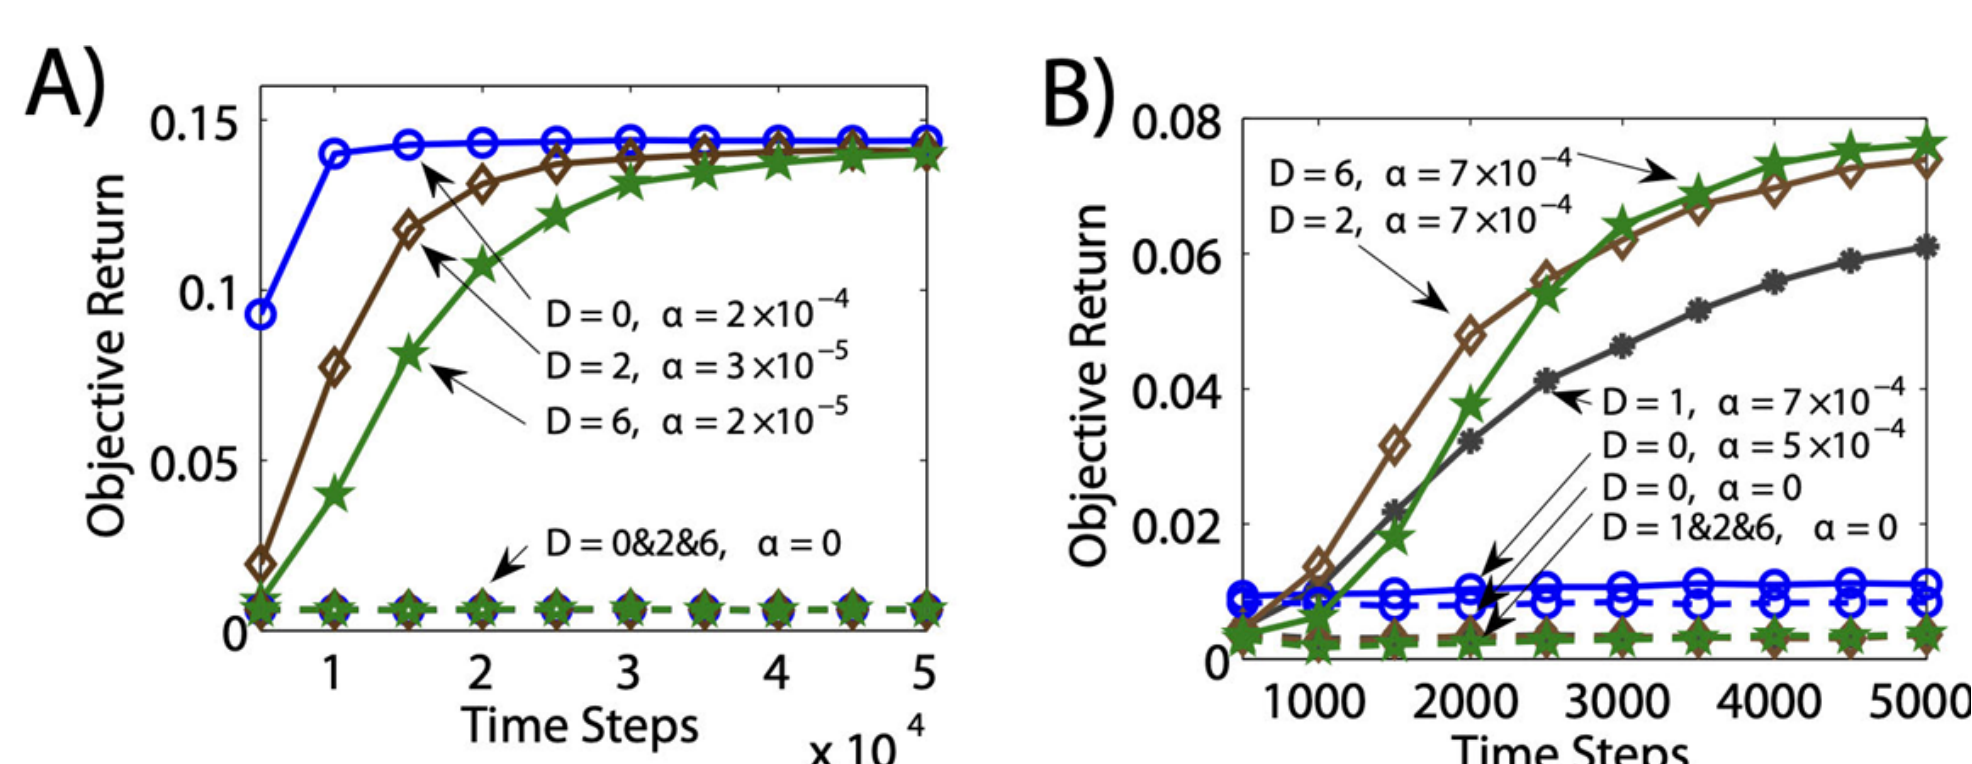 A)
Objective Return
0.15
0.1
0.05
0
D = 0, α = 2×10⁻⁴
D = 2, α = 3×10⁻⁵
D = 6, α = 2×10⁻⁵
D = 0&2&6, α = 0
1 2 3 4 5
Time Steps
x 10⁴
B)
Objective Return
0.08
0.06
0.04
0.02
0
D = 6, α = 7×10⁻⁴
D = 2, α = 7×10⁻⁴
D = 1, α = 7×10⁻⁴
D = 0, α = 5×10⁻⁴
D = 0, α = 0
D = 1&2&6, α = 0
1000 2000 3000 4000 5000
Time Steps